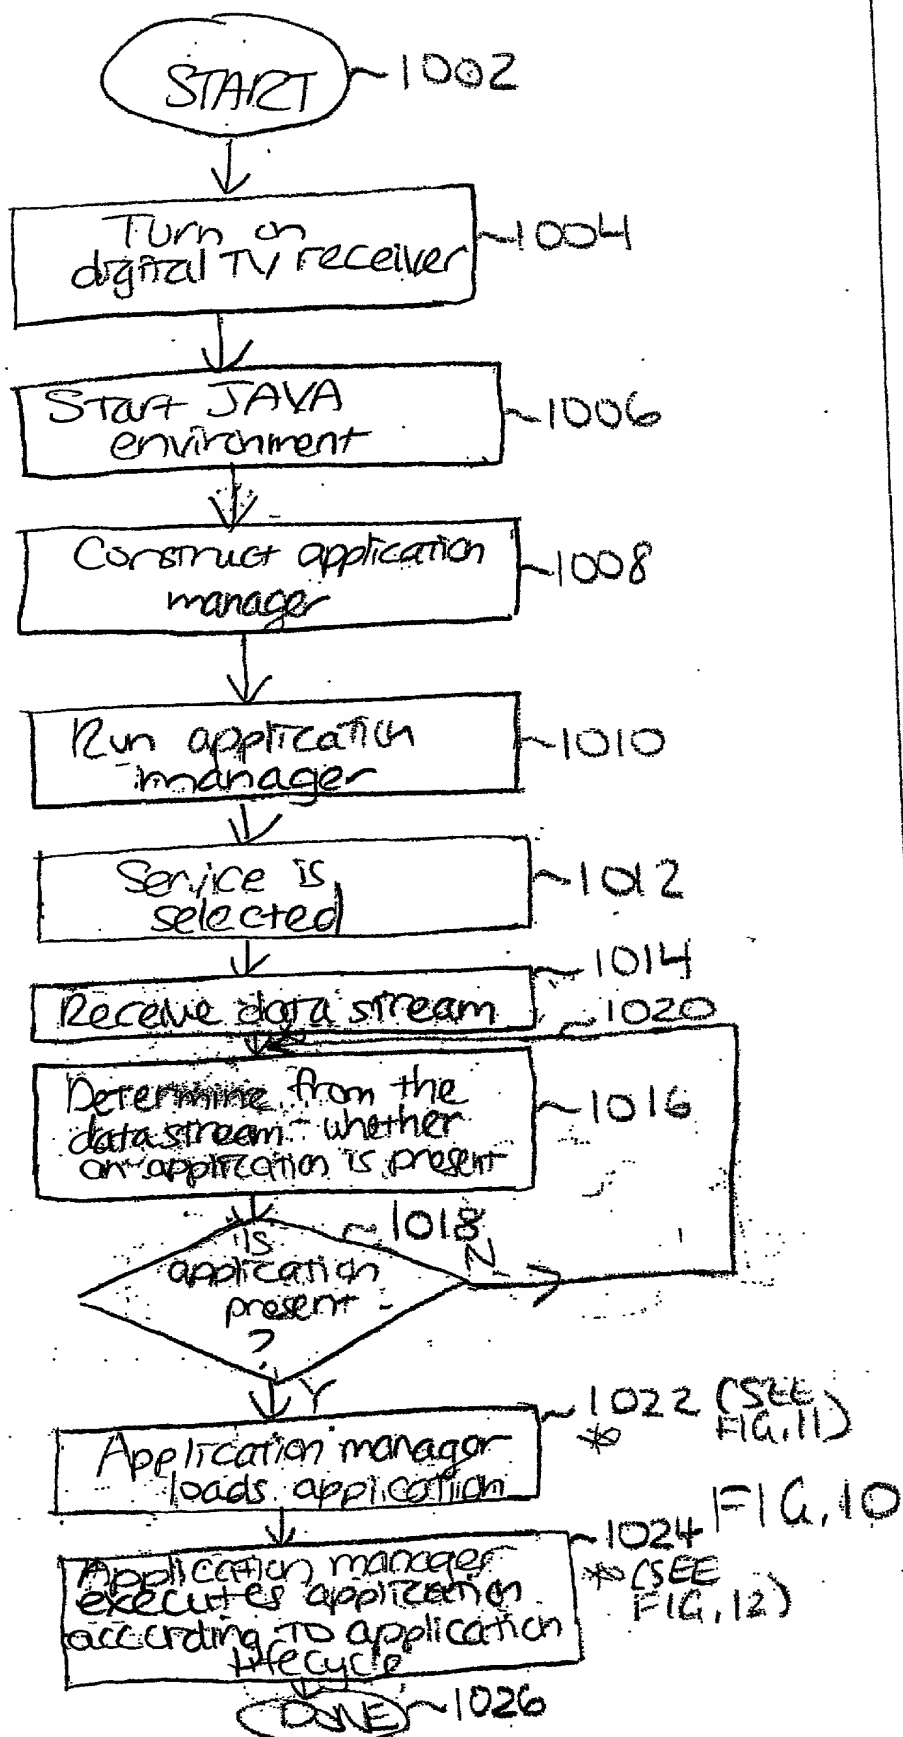 START ~1002
Turn on
digital TV receiver
~1004
Start JAVA
environment
~1006
Construct application
manager
~1008
Run application
manager
~1010
Service is
selected
~1012
~1014
Receive data stream
~1020
Determine from the
data stream whether
an application is present
~1016
~1018
Is
application
present
?
N
Y
~1022 (SEE
* FIG. 11)
Application manager
loads application
FIG. 10
~1024
* (SEE
FIG. 12)
Application manager
executes application
according to application
lifecycle
DONE ~1026